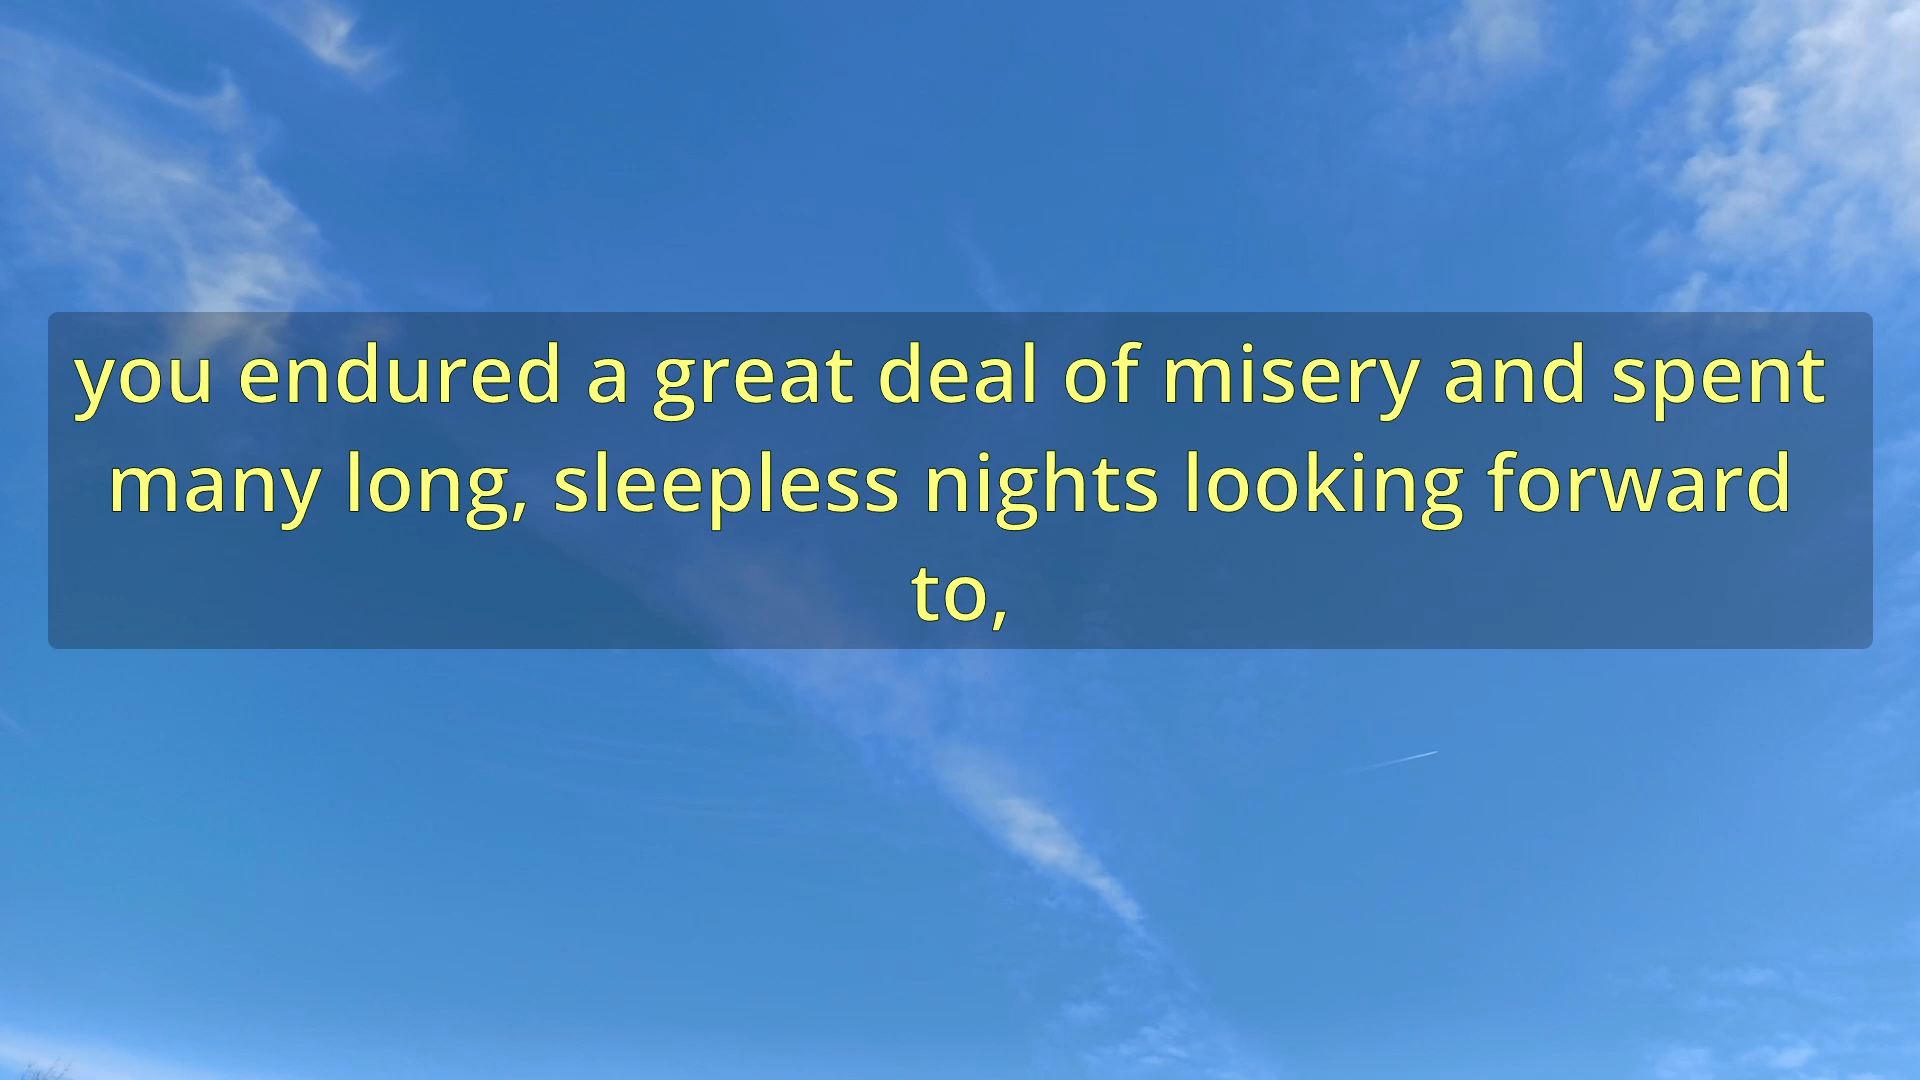 you endured a great deal of misery and spent
many long, sleepless nights looking forward
to,